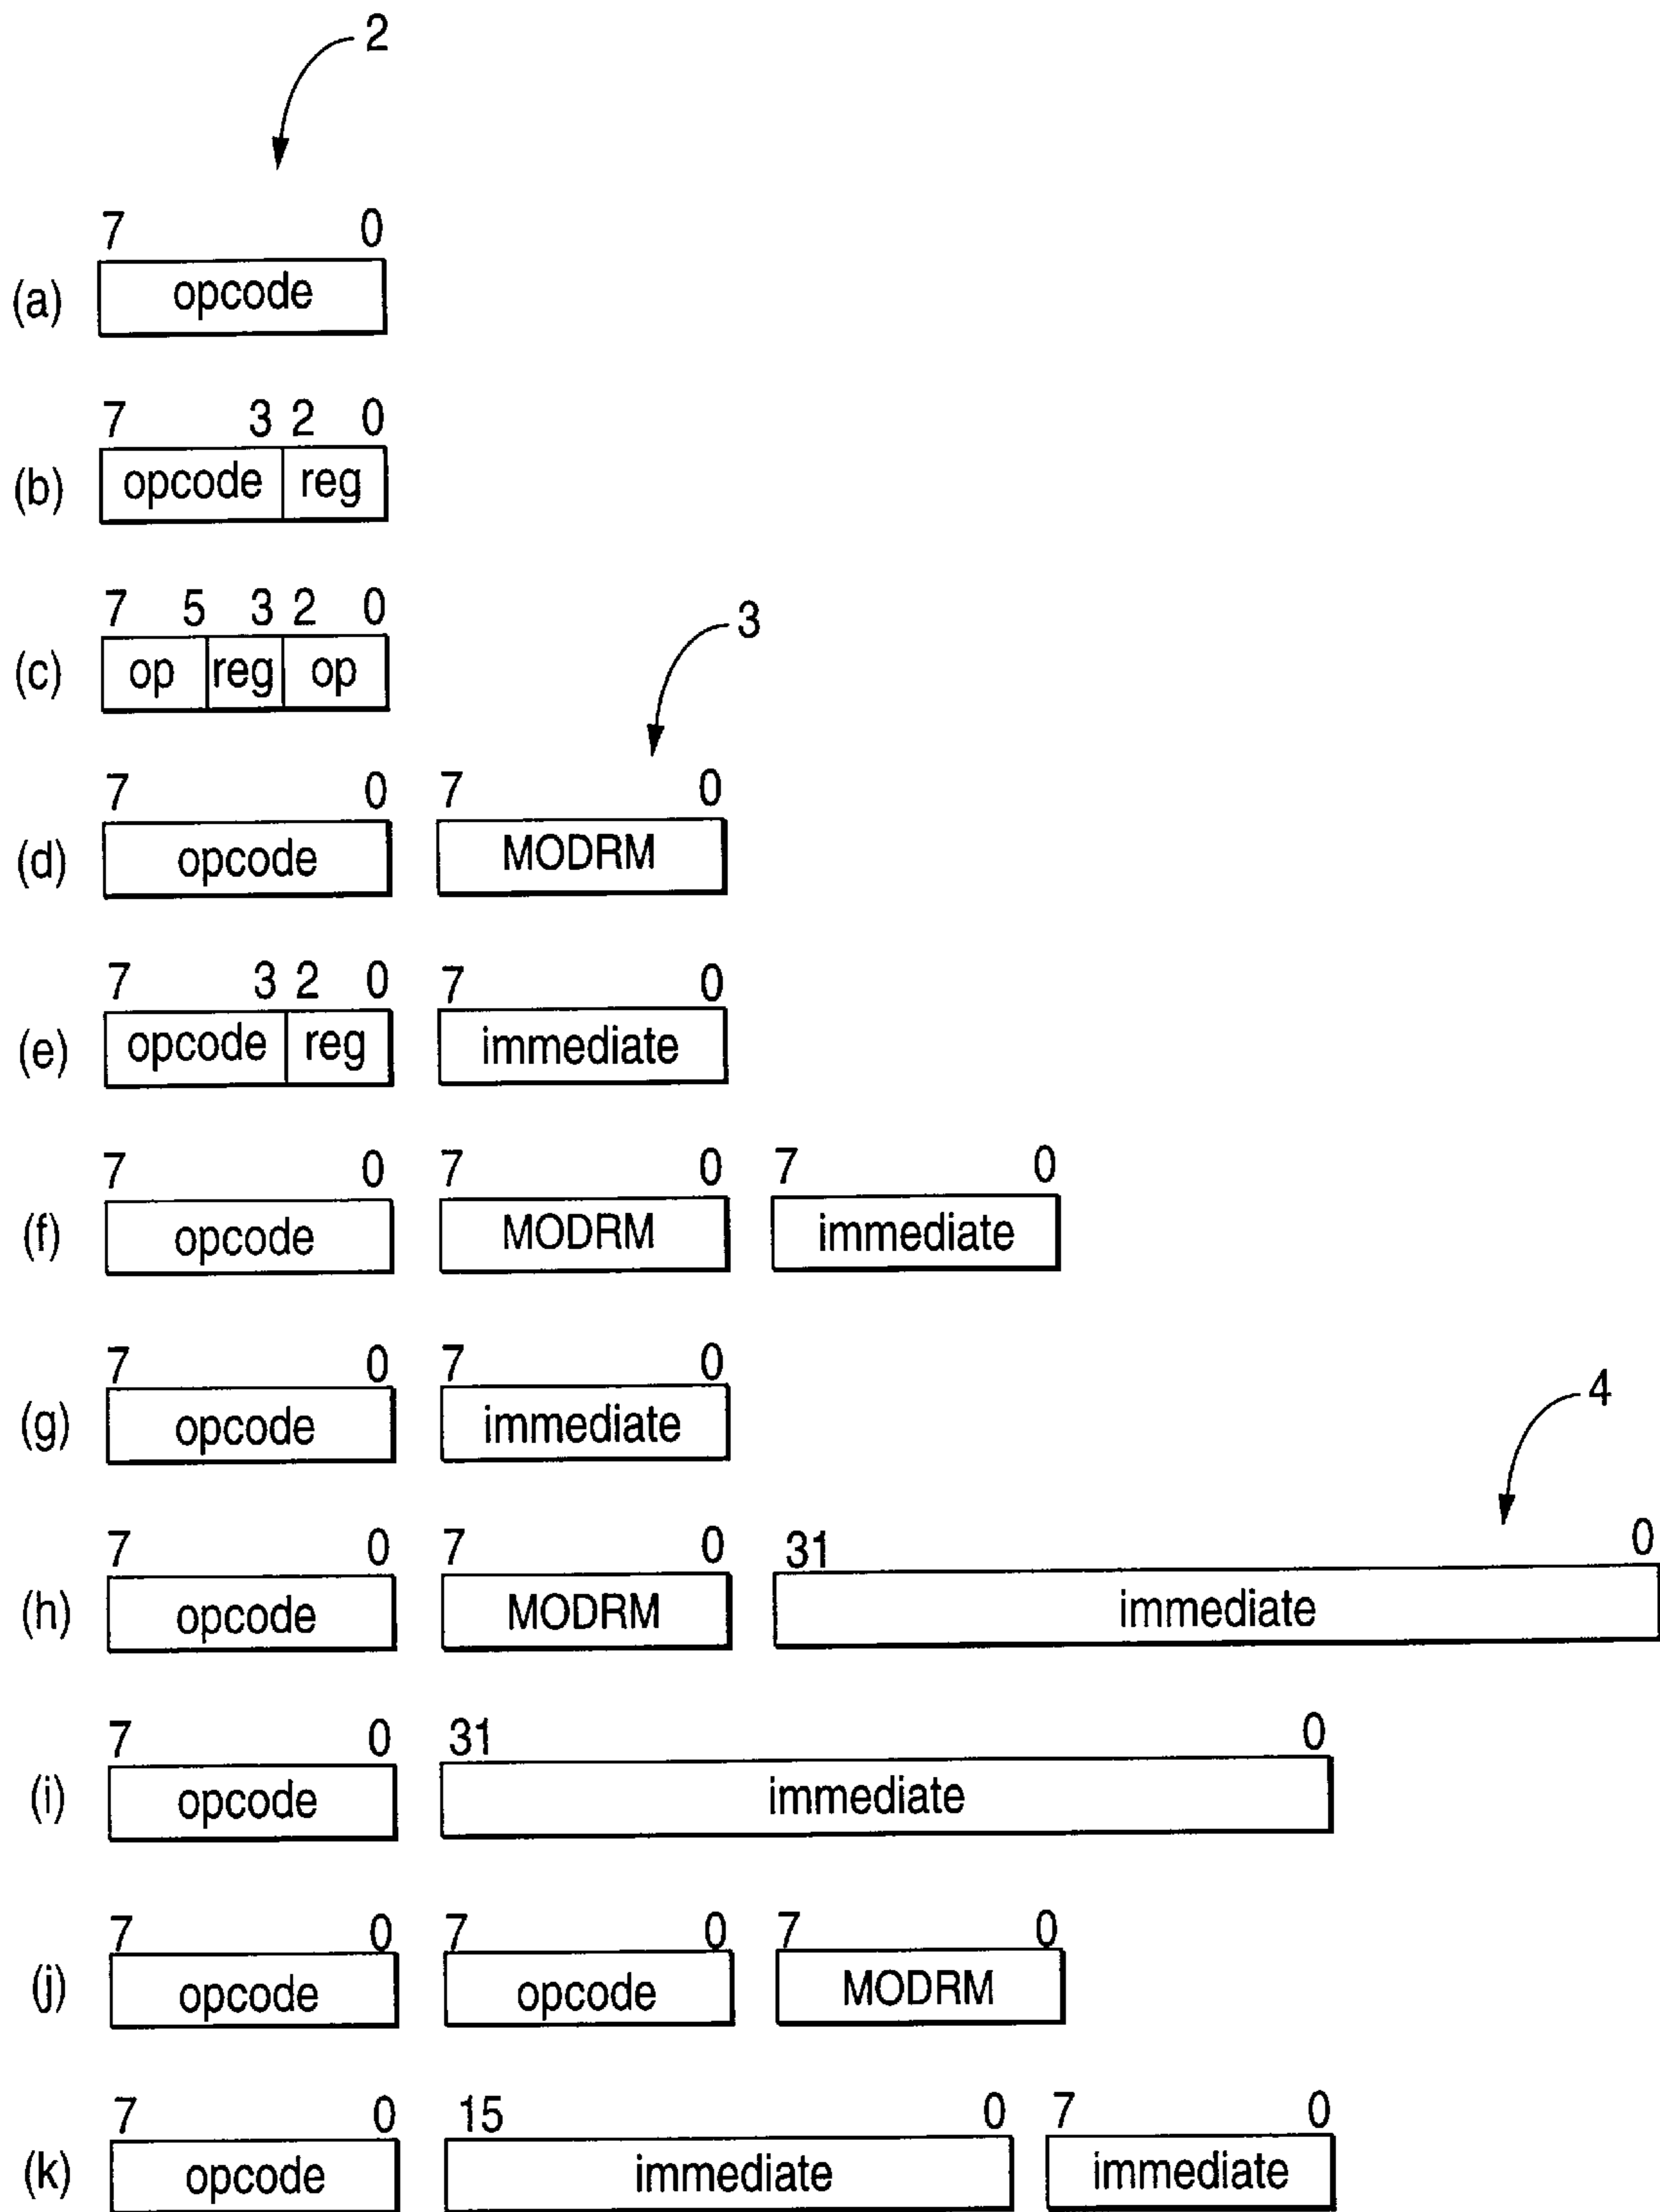 2
7 0
(a) opcode
7 3 2 0
(b) opcode reg
7 5 3 2 0
(c) op reg op
3
7 0 7 0
(d) opcode MODRM
7 3 2 0 7 0
(e) opcode reg immediate
7 0 7 0 7 0
(f) opcode MODRM immediate
7 0 7 0
(g) opcode immediate
4
7 0 7 0 31 0
(h) opcode MODRM immediate
7 0 31 0
(i) opcode immediate
7 0 7 0 7 0
(j) opcode opcode MODRM
7 0 15 0 7 0
(k) opcode immediate immediate